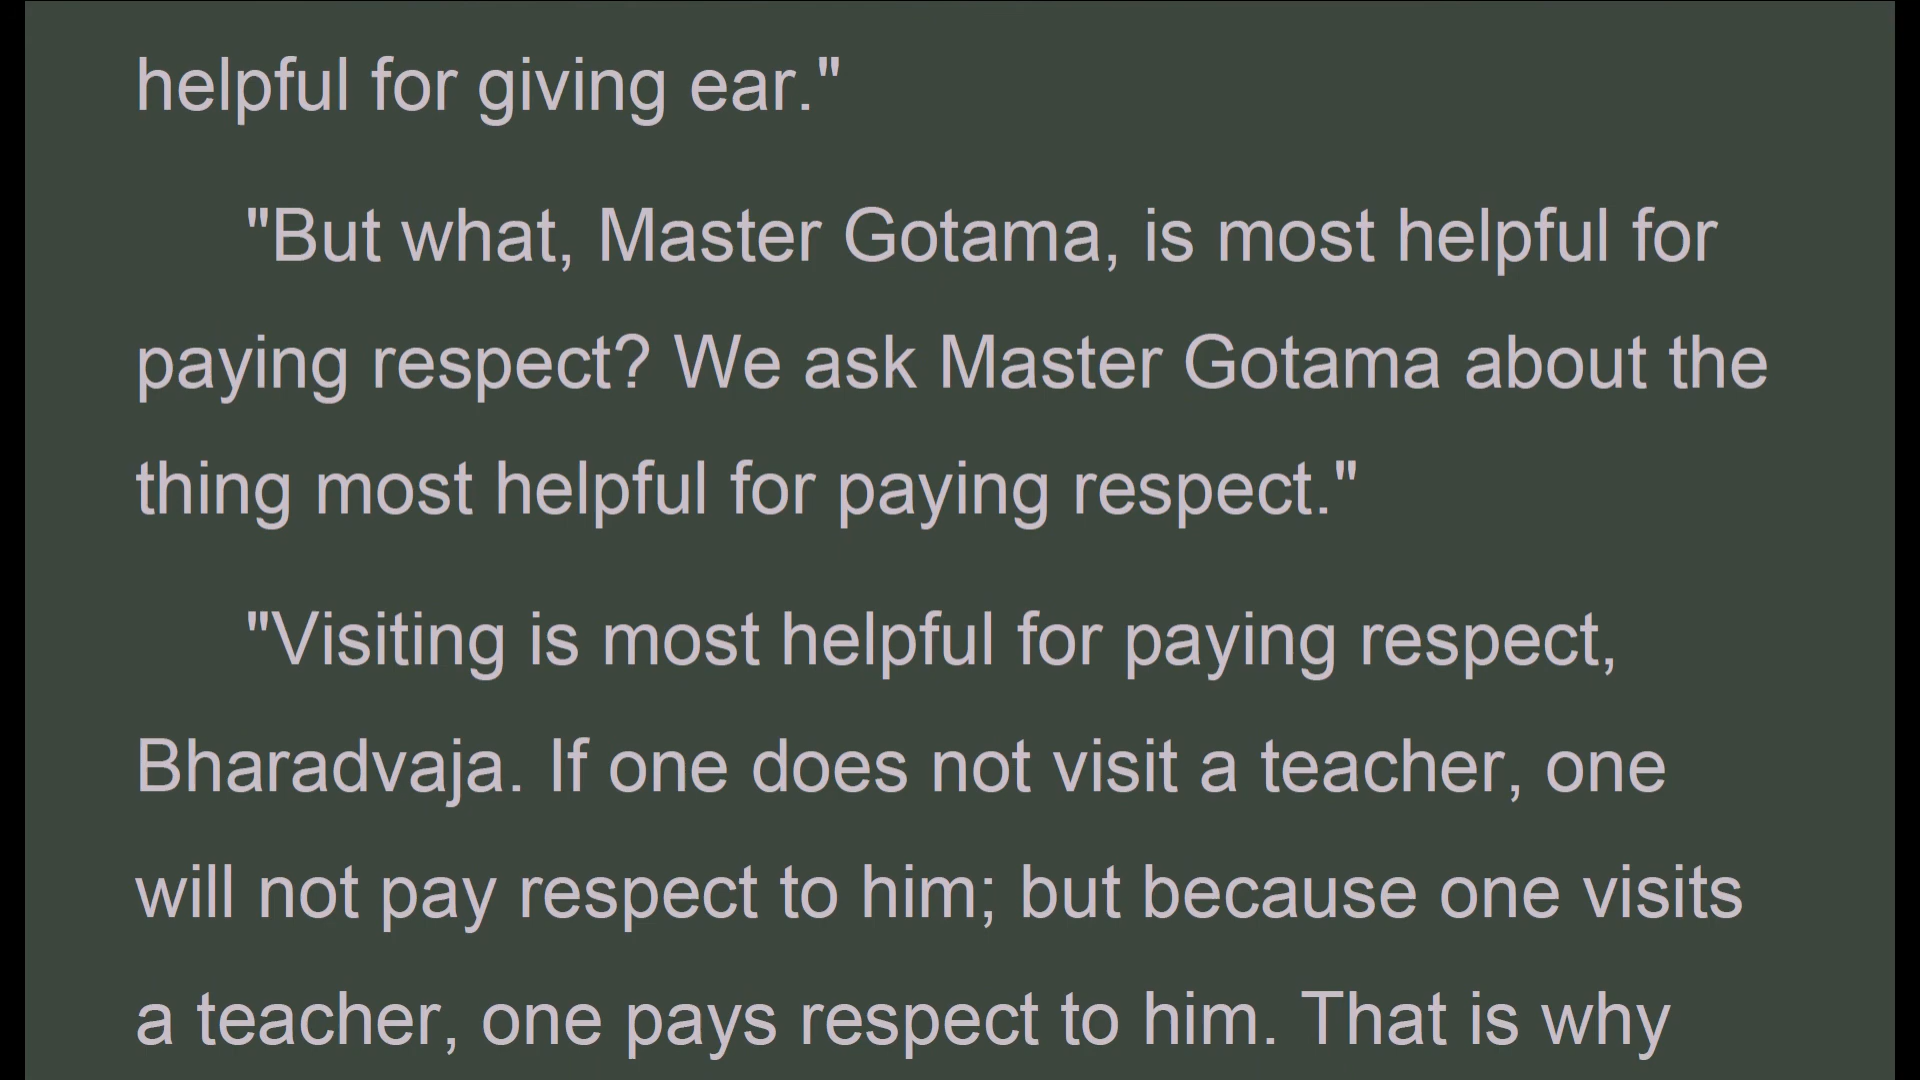 helpful for giving ear."
"But what, Master Gotama, is most helpful for
paying respect? We ask Master Gotama about the
thing most helpful for paying respect."
"Visiting is most helpful for paying respect,
Bharadvaja. If one does not visit a teacher, one
will not pay respect to him; but because one visits
a teacher, one pays respect to him. That is why